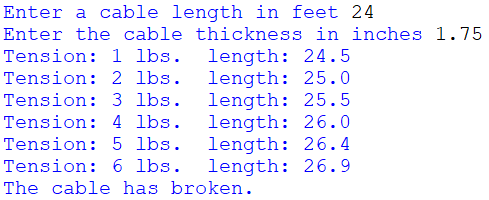 Enter a cable length in feet 24
Enter the cable thickness in inches 1.75
Tension: 1 lbs.  length: 24.5
Tension: 2 lbs.  length: 25.0
Tension: 3 lbs.  length: 25.5
Tension: 4 lbs.  length: 26.0
Tension: 5 lbs.  length: 26.4
Tension: 6 lbs.  length: 26.9
The cable has broken.